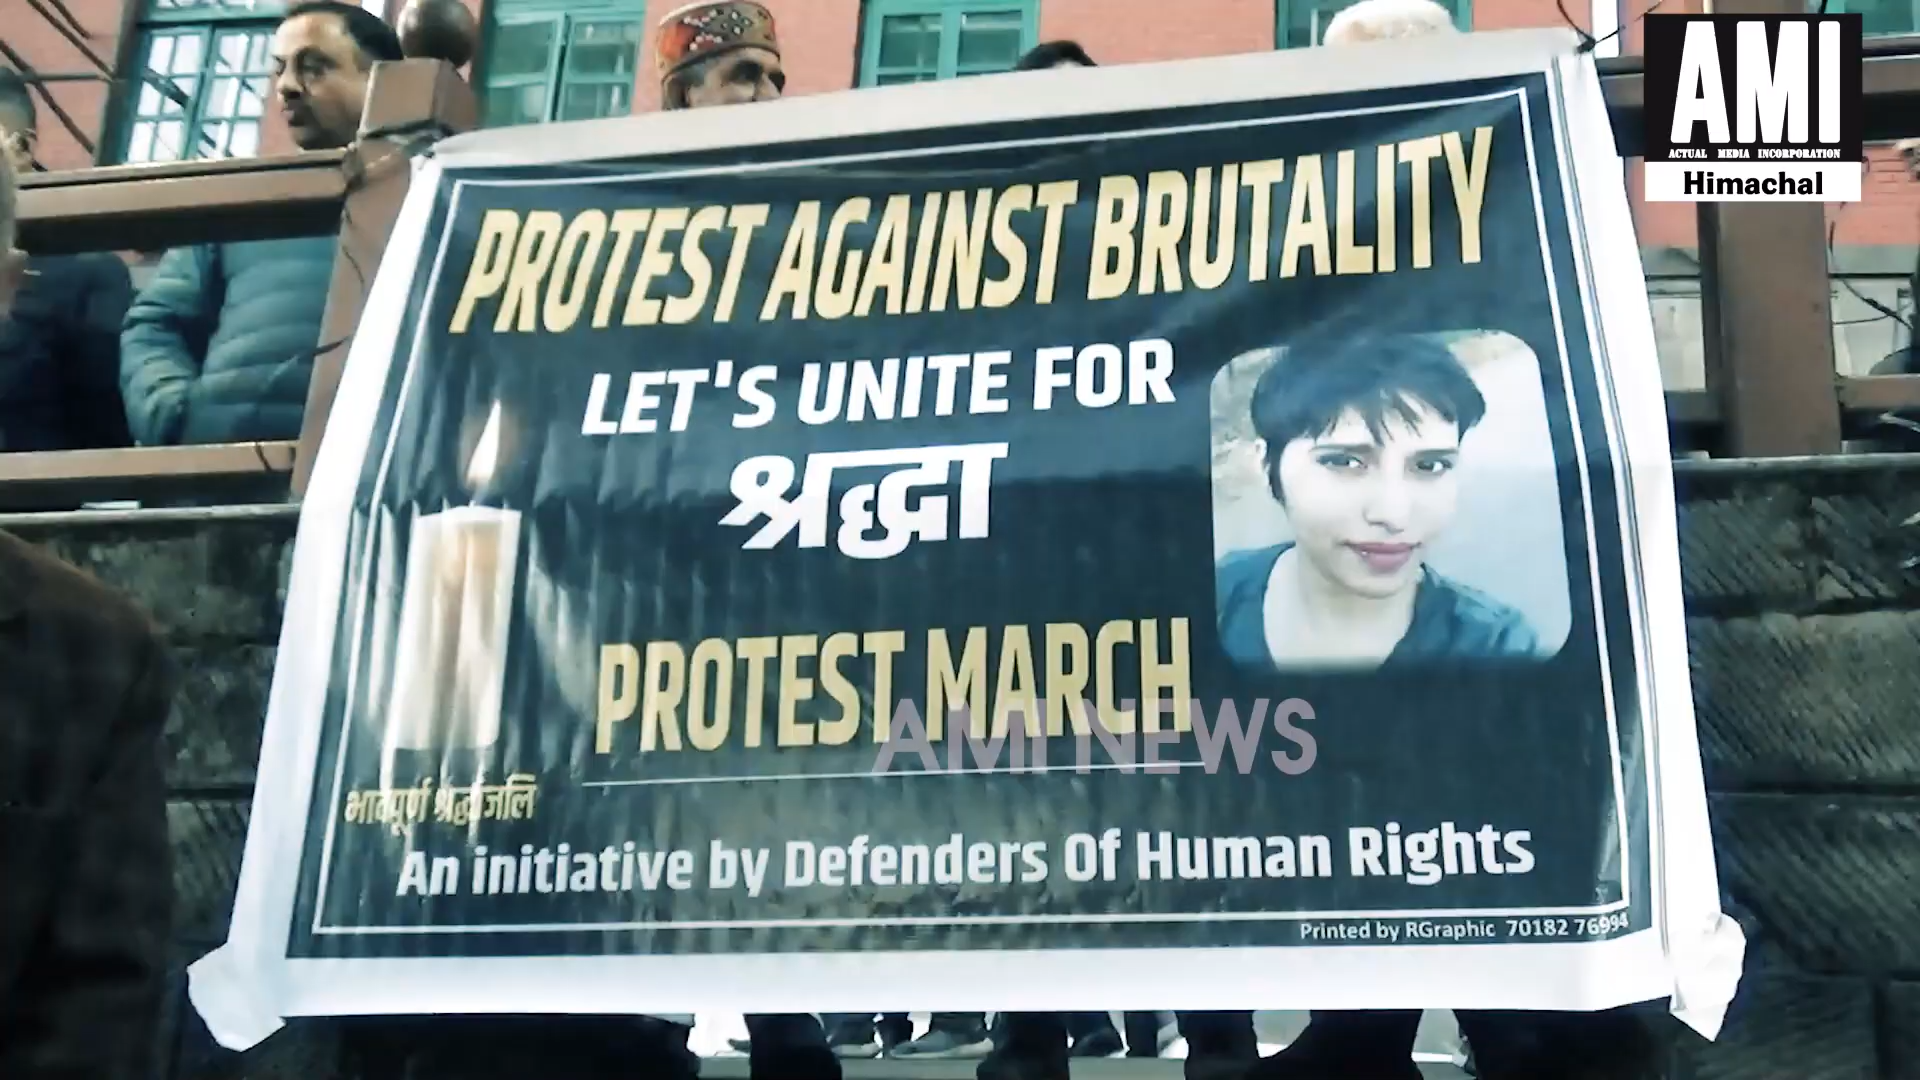 AMI
ACTUAL MEDIA INCORPORATION
Himachal
PROTEST AGAINST BRUTALITY
LET'S UNITE FOR
श्रद्धा
PROTEST MARCH
AMI NEWS
भावपूर्ण श्रद्धांजलि
An initiative by Defenders Of Human Rights
Printed by RGraphic 70182 76994